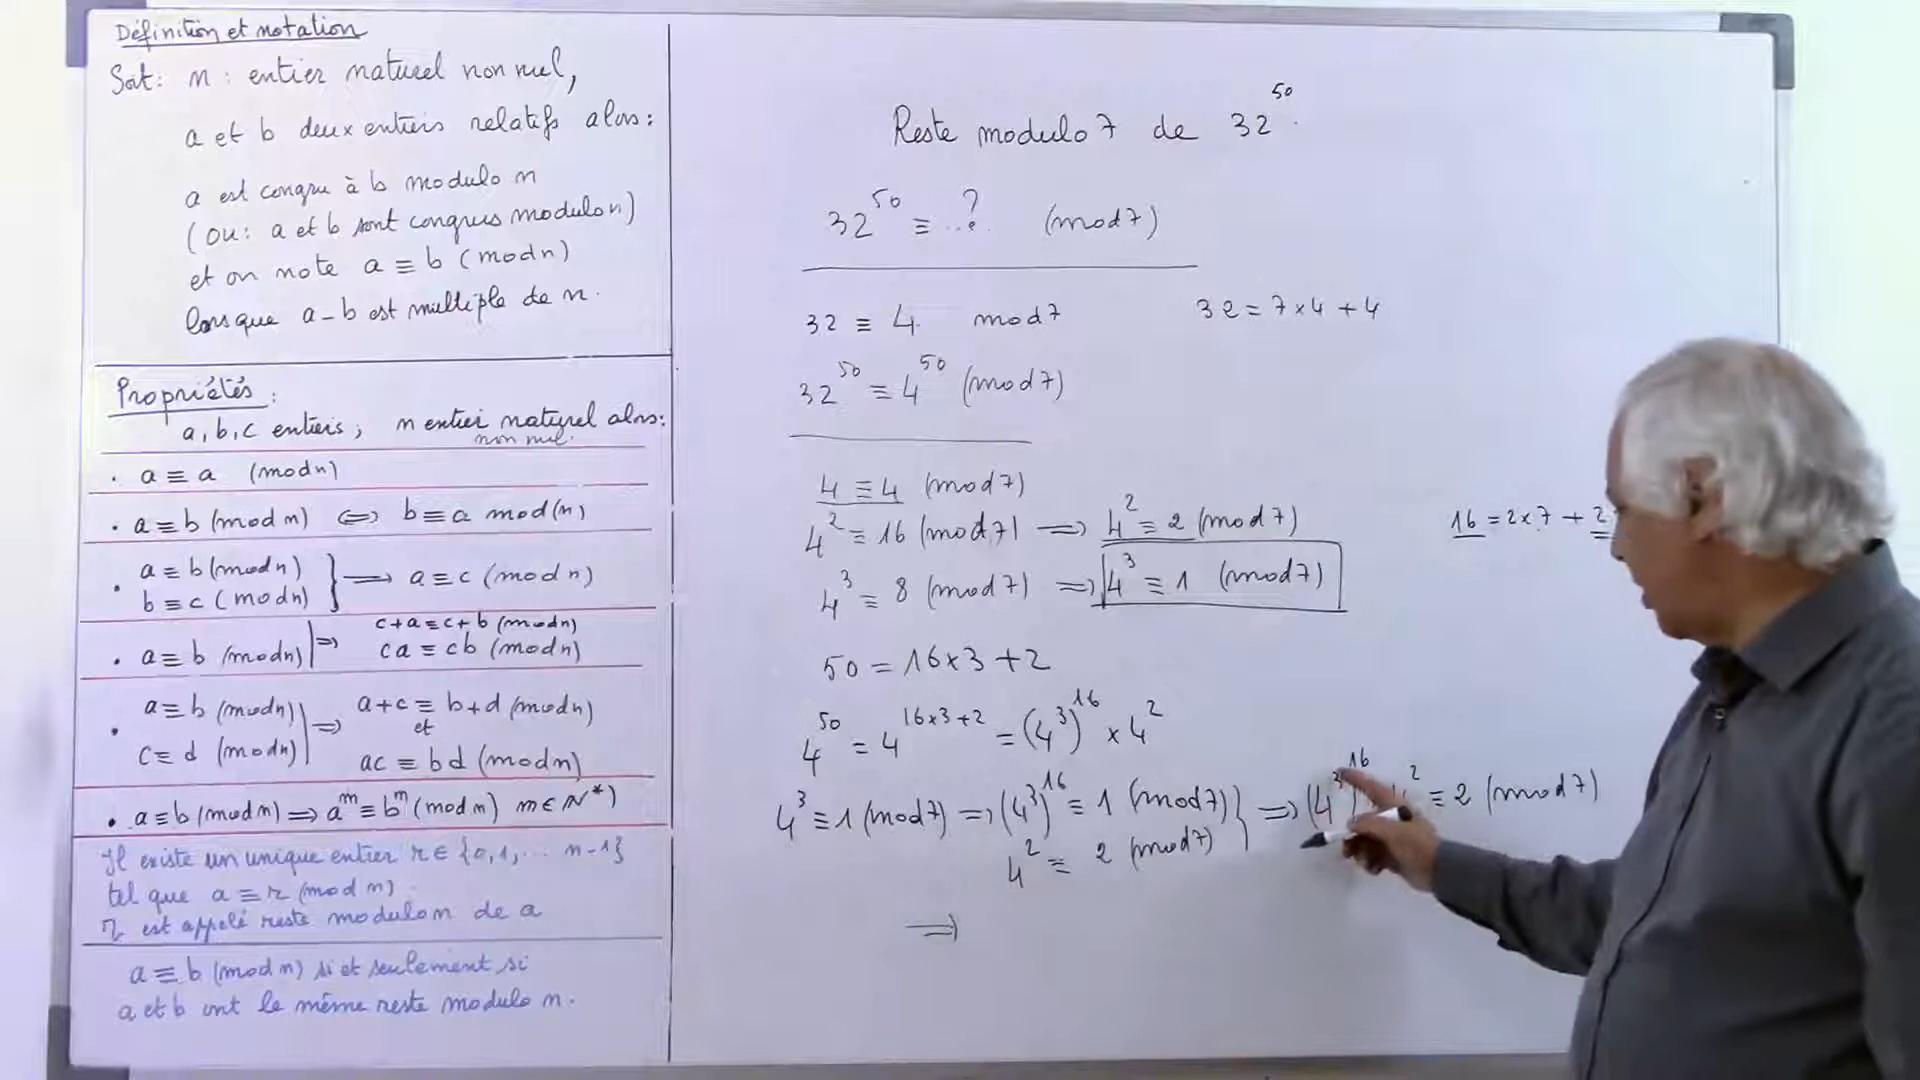 Définition et notation
Soit: n : entier naturel non nul,
a et b deux entiers relatifs alors:
a est congru à b modulo n
(ou: a et b sont congrus modulo n)
et on note a ≡ b (mod n)
lorsque a - b est multiple de n.
Propriétés:
a, b, c entiers; n entier naturel alors:
non nul.
· a ≡ a (mod n)
· a ≡ b (mod n) ⟺ b ≡ a mod(n)
· a ≡ b (mod n)
b ≡ c (mod n) } ⟹ a ≡ c (mod n)
c+a ≡ c+b (mod n)
· a ≡ b (mod n) | ⟹ ca ≡ cb (mod n)
· a ≡ b (mod n)
c ≡ d (mod n) | ⟹ a+c ≡ b+d (mod n)
et
ac ≡ bd (mod n)
· a ≡ b (mod n) ⟹ a^m ≡ b^m (mod n) m ∈ N*)
Il existe un unique entier r ∈ {0,1,... n-1}
tel que a ≡ r (mod n).
r est appelé reste modulo n de a
a ≡ b (mod n) si et seulement si
a et b ont le même reste modulo n.
Reste modulo 7 de 32^50.
32^50 ≡ ...? (mod 7)
32 ≡ 4. mod 7
32 = 7×4 + 4
32^50 ≡ 4^50 (mod 7)
4 ≡ 4 (mod 7)
4^2 ≡ 16 (mod 7) ⟹ 4^2 ≡ 2 (mod 7)
16 = 2×7 + 2
4^3 ≡ 8 (mod 7) ⟹ 4^3 ≡ 1 (mod 7)
50 = 16×3 + 2
4^50 = 4^16×3+2 = (4^3)^16 × 4^2
4^3 ≡ 1 (mod 7) ⟹ (4^3)^16 ≡ 1 (mod 7) } ⟹ (4^3)^16 4^2 ≡ 2 (mod 7)
4^2 ≡ 2 (mod 7)
⟹